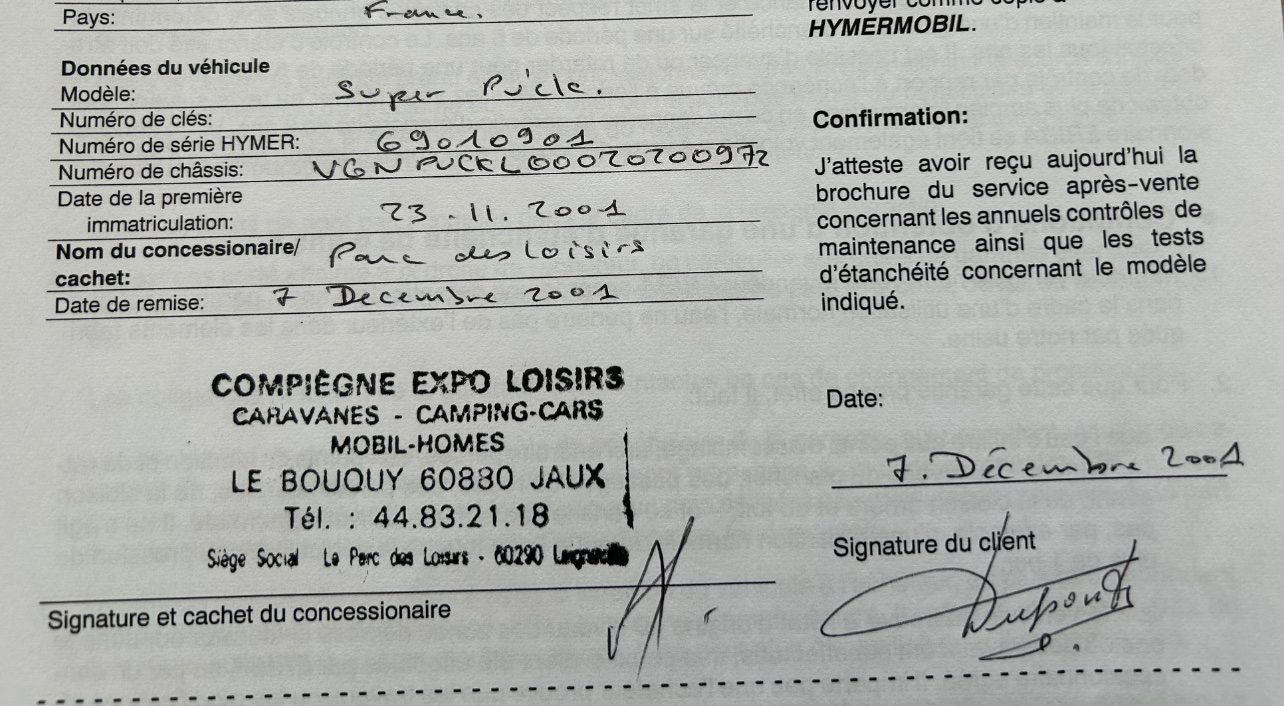 Pays: France.
Données du véhicule
Modèle: Super Puck.
Numéro de clés:
Numéro de série HYMER: 69010901
Numéro de châssis: VGNPUCKL00020200972
Date de la première
immatriculation: 23.11.2001
Nom du concessionaire/ Parc des loisirs
cachet:
Date de remise: 7 Decembre 2001
COMPIÈGNE EXPO LOISIRS
CARAVANES - CAMPING-CARS
MOBIL-HOMES
LE BOUQUY 60880 JAUX
Tél. : 44.83.21.18
Siège Social Le Parc des Loisirs - 60290
Signature et cachet du concessionaire
renvoyer comme copie à
HYMERMOBIL.
Confirmation:
J'atteste avoir reçu aujourd'hui la
brochure du service après-vente
concernant les annuels contrôles de
maintenance ainsi que les tests
d'étanchéité concernant le modèle
indiqué.
Date:
7. Décembre 2001
Signature du client
Dupont